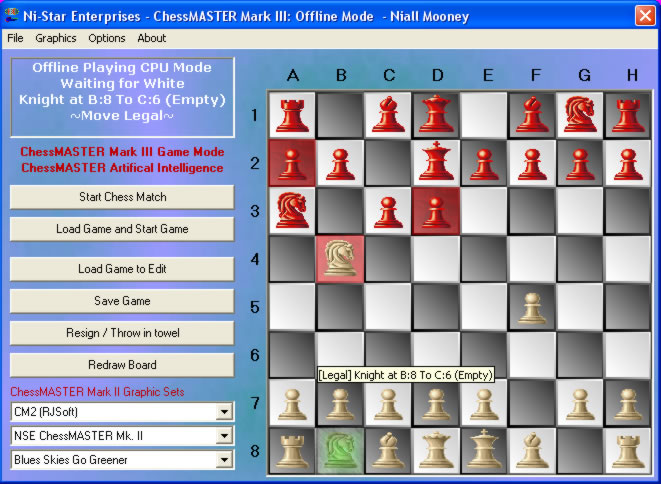 Ni-Star Enterprises - ChessMASTER Mark III: Offline Mode - Niall Mooney
File Graphics Options About
Offline Playing CPU Mode
Waiting for White
Knight at B:8 To C:6 (Empty)
~Move Legal~
ChessMASTER Mark III Game Mode
ChessMASTER Artifical Intelligence
Start Chess Match
Load Game and Start Game
Load Game to Edit
Save Game
Resign / Throw in towel
Redraw Board
ChessMASTER Mark II Graphic Sets
CM2 (RJSoft)
NSE ChessMASTER Mk. II
Blues Skies Go Greener
A B C D E F G H
1
2
3
4
5
6
[Legal] Knight at B:8 To C:6 (Empty)
7
8